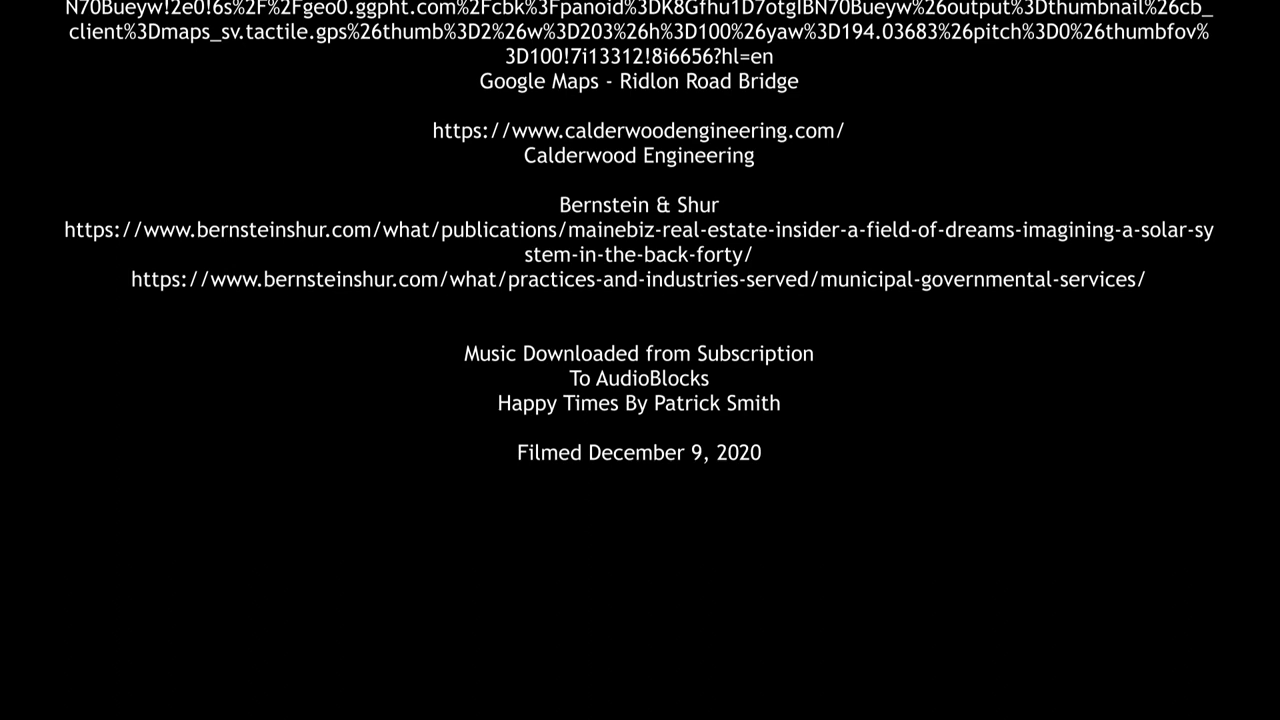 N70Bueyw!2e0!6s%2F%2Fgeo0.ggpht.com%2Fcbk%3Fpanoid%3DK8Gfhu1D7otgIBN70Bueyw%26output%3Dthumbnail%26cb_
client%3Dmaps_sv.tactile.gps%26thumb%3D2%26w%3D203%26h%3D100%26yaw%3D194.03683%26pitch%3D0%26thumbfov%
3D100!7i13312!8i6656?hl=en
Google Maps - Ridlon Road Bridge
https://www.calderwoodengineering.com/
Calderwood Engineering
Bernstein & Shur
https://www.bernsteinshur.com/what/publications/mainebiz-real-estate-insider-a-field-of-dreams-imagining-a-solar-sy
stem-in-the-back-forty/
https://www.bernsteinshur.com/what/practices-and-industries-served/municipal-governmental-services/
Music Downloaded from Subscription
To AudioBlocks
Happy Times By Patrick Smith
Filmed December 9, 2020